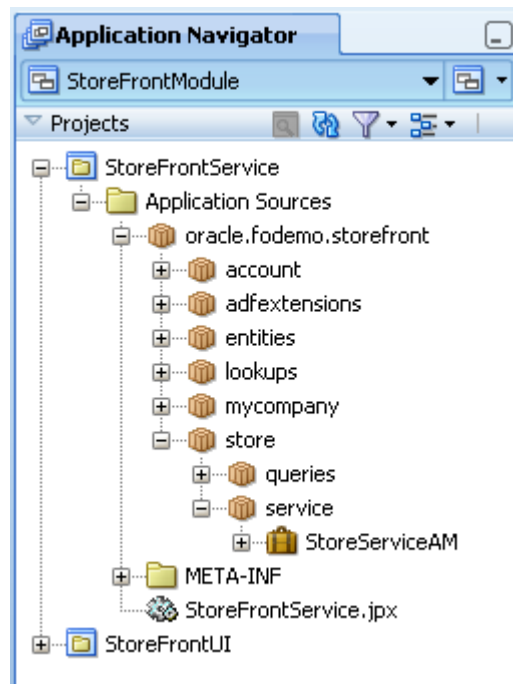 Application Navigator
StoreFrontModule
Projects
StoreFrontService
Application Sources
oracle.fodemo.storefront
account
adfextensions
entities
lookups
mycompany
store
queries
service
StoreServiceAM
META-INF
StoreFrontService.jpx
StoreFrontUI